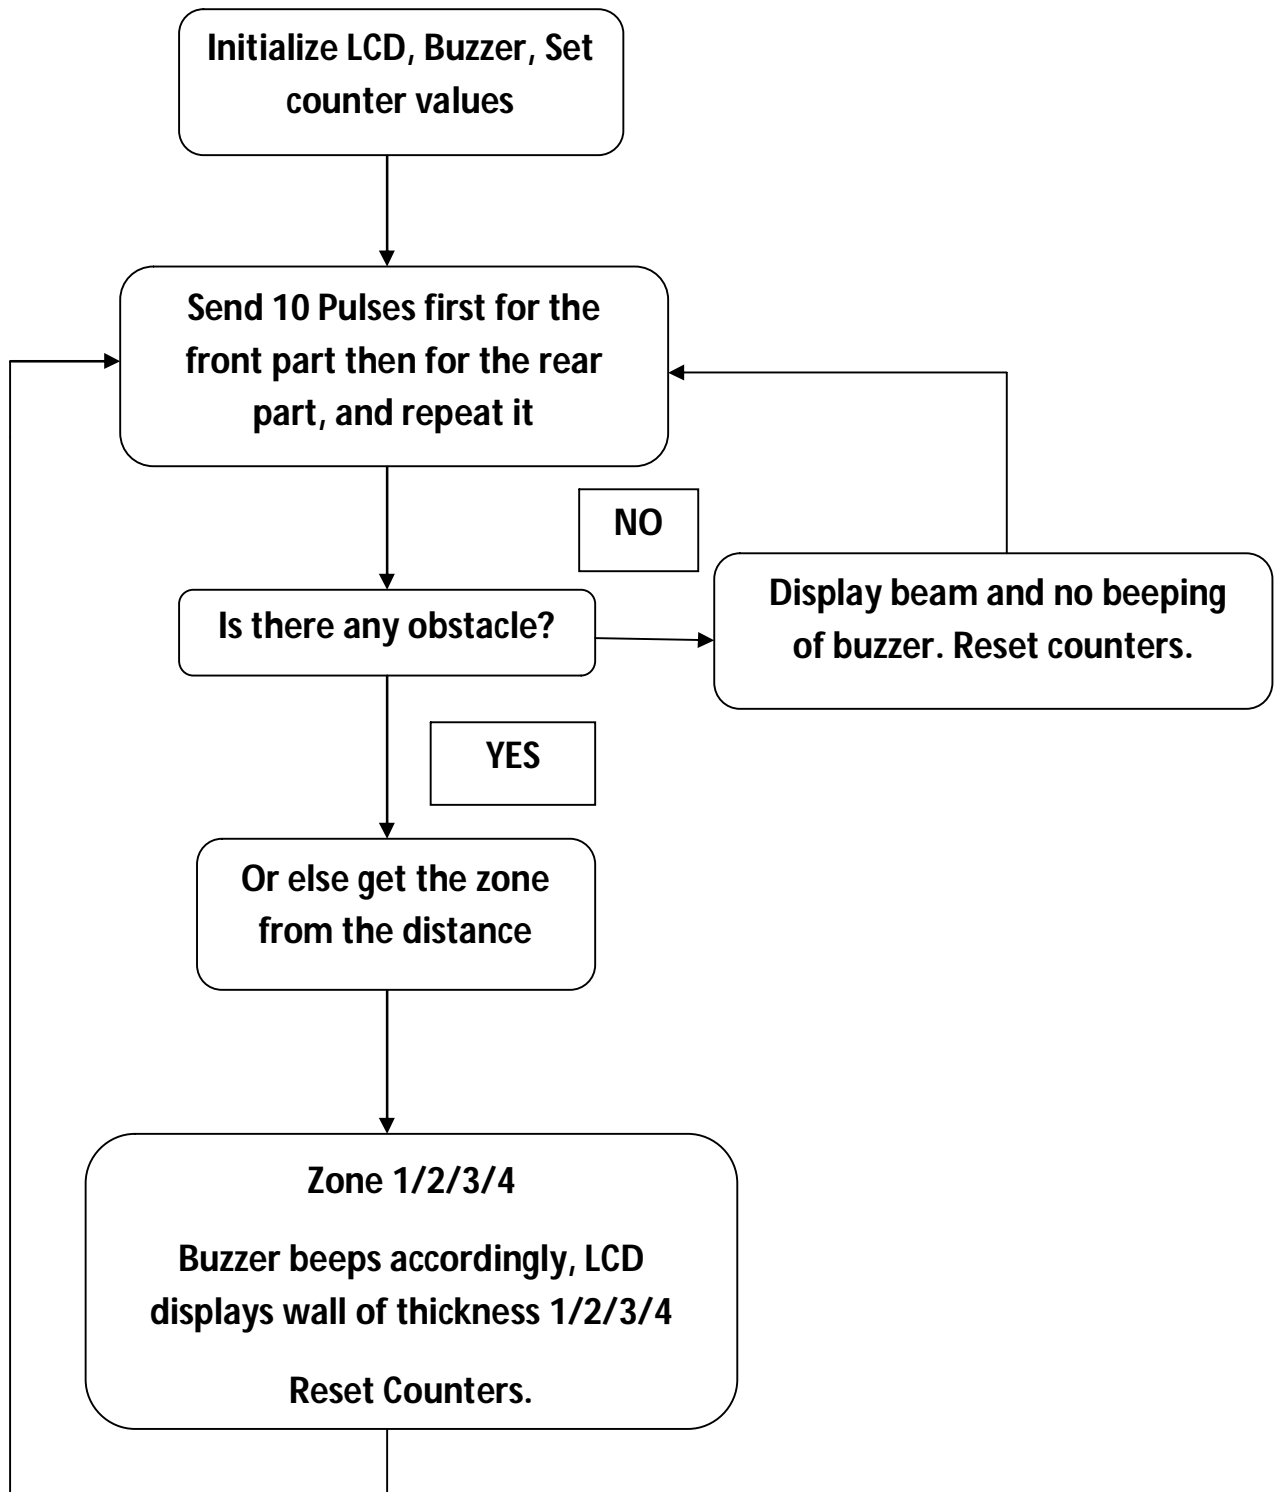 Initialize LCD, Buzzer, Set
counter values
Send 10 Pulses first for the
front part then for the rear
part, and repeat it
NO
Is there any obstacle?
Display beam and no beeping
of buzzer. Reset counters.
YES
Or else get the zone
from the distance
Zone 1/2/3/4
Buzzer beeps accordingly, LCD
displays wall of thickness 1/2/3/4
Reset Counters.